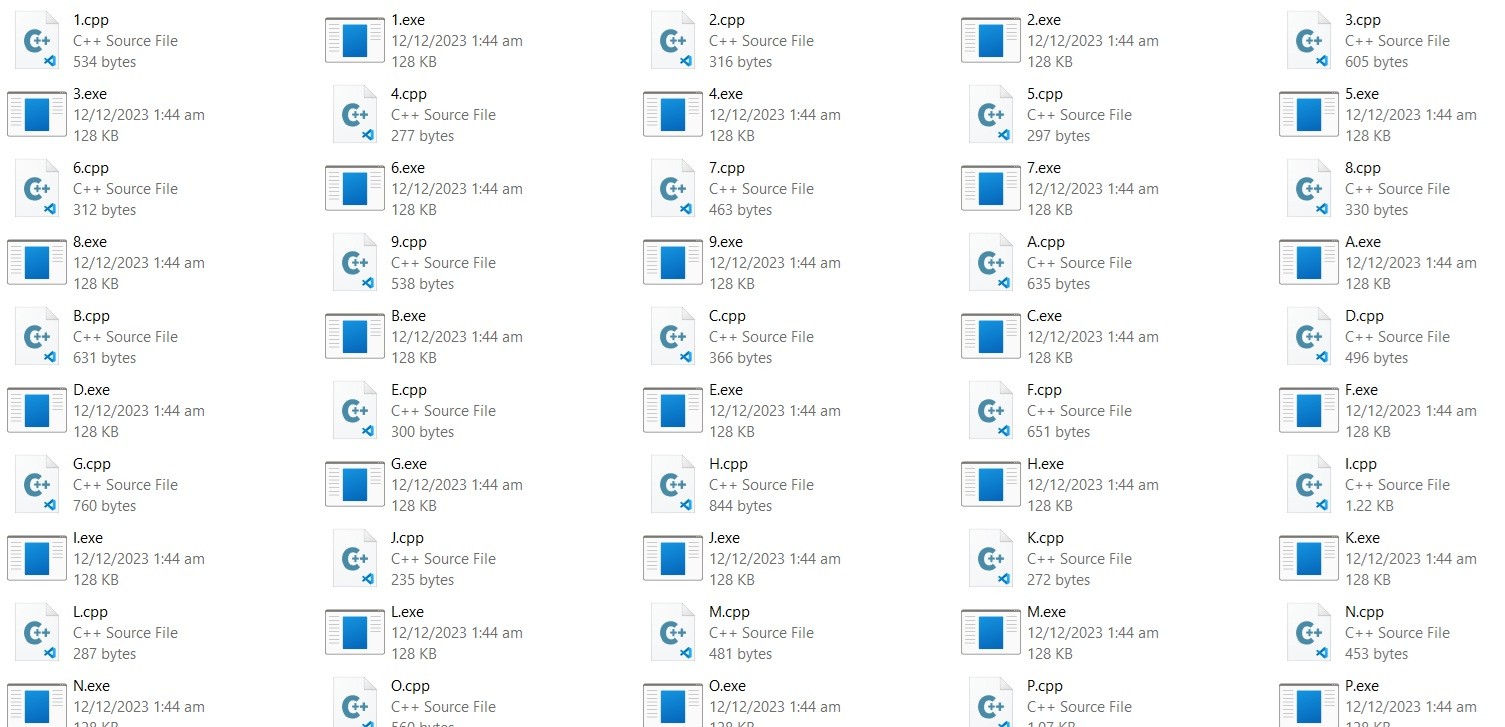 1.cpp
C++ Source File
534 bytes
1.exe
12/12/2023 1:44 am
128 KB
2.cpp
C++ Source File
316 bytes
2.exe
12/12/2023 1:44 am
128 KB
3.cpp
C++ Source File
605 bytes
3.exe
12/12/2023 1:44 am
128 KB
4.cpp
C++ Source File
277 bytes
4.exe
12/12/2023 1:44 am
128 KB
5.cpp
C++ Source File
297 bytes
5.exe
12/12/2023 1:44 am
128 KB
6.cpp
C++ Source File
312 bytes
6.exe
12/12/2023 1:44 am
128 KB
7.cpp
C++ Source File
463 bytes
7.exe
12/12/2023 1:44 am
128 KB
8.cpp
C++ Source File
330 bytes
8.exe
12/12/2023 1:44 am
128 KB
9.cpp
C++ Source File
538 bytes
9.exe
12/12/2023 1:44 am
128 KB
A.cpp
C++ Source File
635 bytes
A.exe
12/12/2023 1:44 am
128 KB
B.cpp
C++ Source File
631 bytes
B.exe
12/12/2023 1:44 am
128 KB
C.cpp
C++ Source File
366 bytes
C.exe
12/12/2023 1:44 am
128 KB
D.cpp
C++ Source File
496 bytes
D.exe
12/12/2023 1:44 am
128 KB
E.cpp
C++ Source File
300 bytes
E.exe
12/12/2023 1:44 am
128 KB
F.cpp
C++ Source File
651 bytes
F.exe
12/12/2023 1:44 am
128 KB
G.cpp
C++ Source File
760 bytes
G.exe
12/12/2023 1:44 am
128 KB
H.cpp
C++ Source File
844 bytes
H.exe
12/12/2023 1:44 am
128 KB
I.cpp
C++ Source File
1.22 KB
I.exe
12/12/2023 1:44 am
128 KB
J.cpp
C++ Source File
235 bytes
J.exe
12/12/2023 1:44 am
128 KB
K.cpp
C++ Source File
272 bytes
K.exe
12/12/2023 1:44 am
128 KB
L.cpp
C++ Source File
287 bytes
L.exe
12/12/2023 1:44 am
128 KB
M.cpp
C++ Source File
481 bytes
M.exe
12/12/2023 1:44 am
128 KB
N.cpp
C++ Source File
453 bytes
N.exe
12/12/2023 1:44 am
O.cpp
C++ Source File
O.exe
12/12/2023 1:44 am
P.cpp
C++ Source File
P.exe
12/12/2023 1:44 am